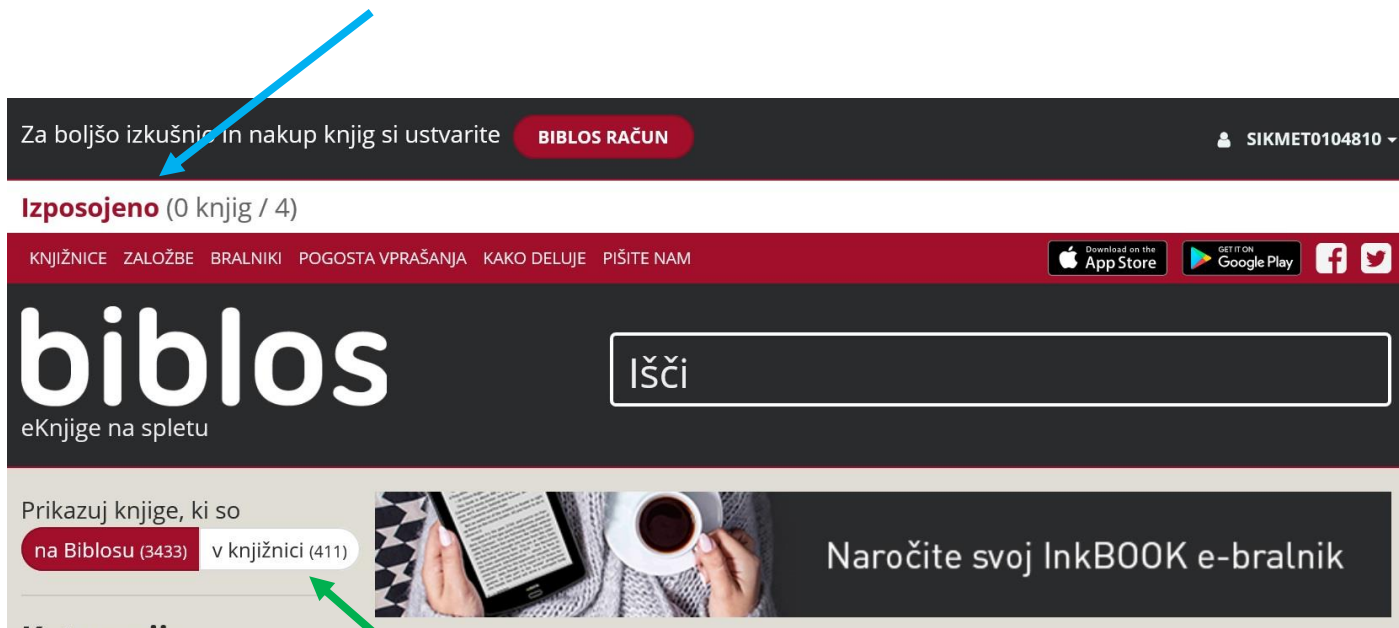 Za boljšo izkušnjo in nakup knjig si ustvarite BIBLOS RAČUN SIKMET0104810
Izposojeno (0 knjig / 4)
KNJIŽNICE ZALOŽBE BRALNIKI POGOSTA VPRAŠANJA KAKO DELUJE PIŠITE NAM Download on the App Store GET IT ON Google Play
biblos
Išči
eKnjige na spletu
Prikazuj knjige, ki so
na Biblosu (3433) v knjižnici (411)
Naročite svoj InkBOOK e-bralnik